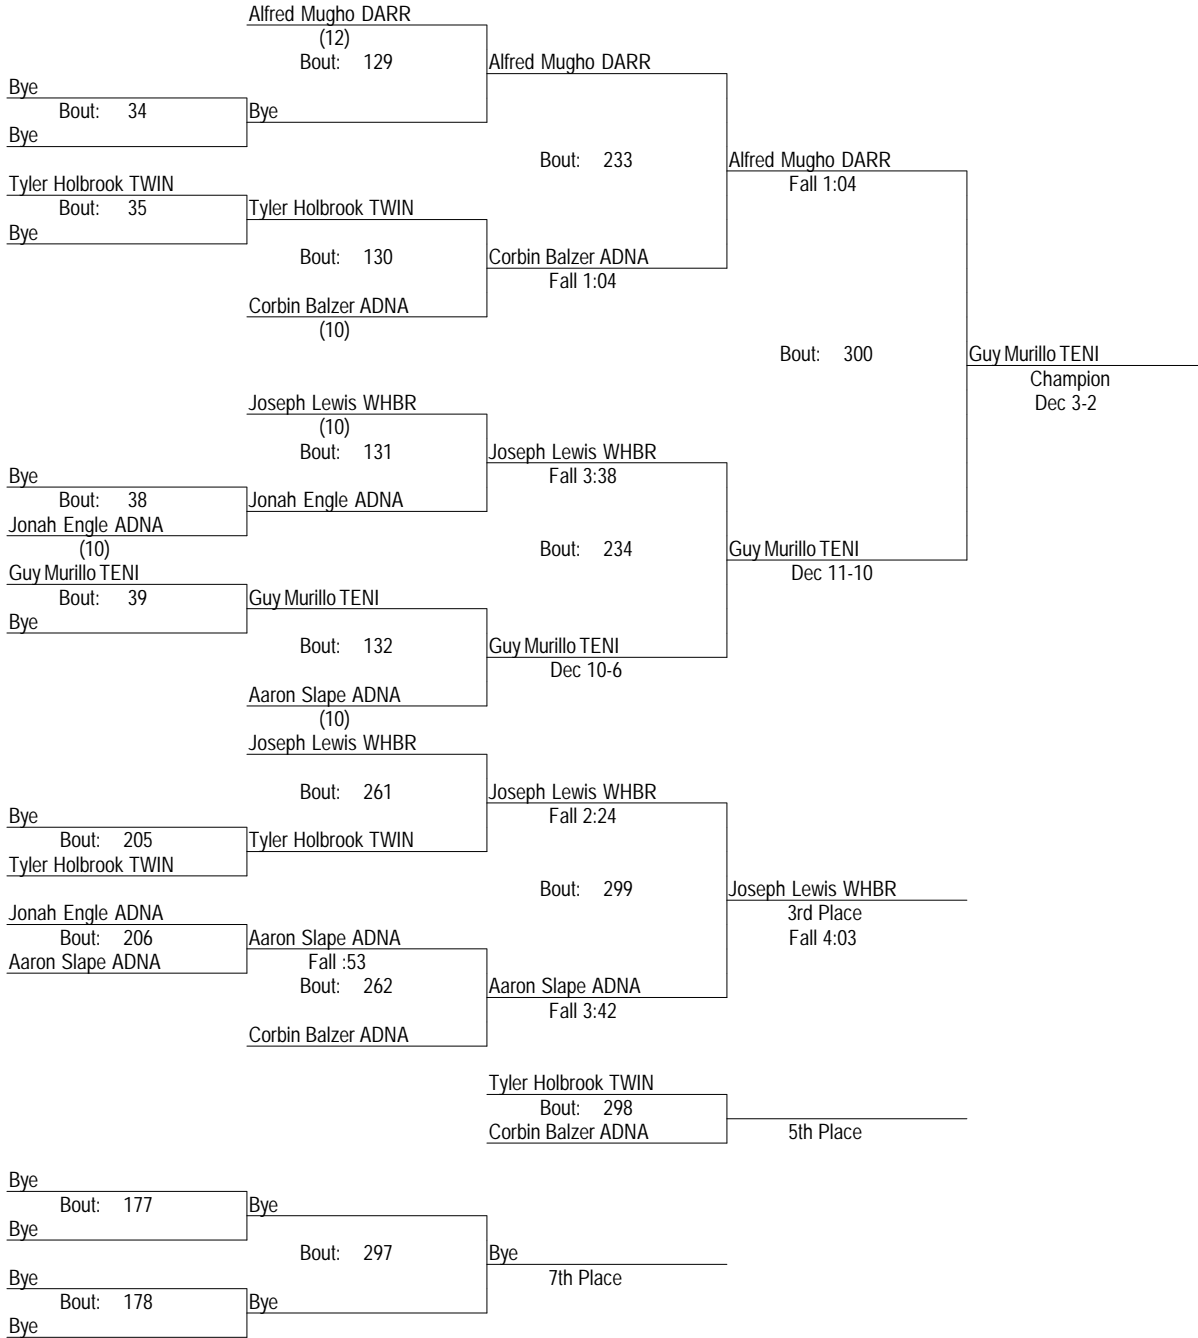 Alfred Mugho DARR
(12)
Bout: 129
Alfred Mugho DARR
Bye
Bout: 34
Bye
Bye
Bout: 233
Alfred Mugho DARR
Fall 1:04
Tyler Holbrook TWIN
Bout: 35
Tyler Holbrook TWIN
Bye
Bout: 130
Corbin Balzer ADNA
Fall 1:04
Corbin Balzer ADNA
(10)
Bout: 300
Guy Murillo TENI
Champion
Dec 3-2
Joseph Lewis WHBR
(10)
Bout: 131
Joseph Lewis WHBR
Fall 3:38
Bye
Bout: 38
Jonah Engle ADNA
Jonah Engle ADNA
(10)
Bout: 234
Guy Murillo TENI
Dec 11-10
Guy Murillo TENI
Bout: 39
Guy Murillo TENI
Bye
Bout: 132
Guy Murillo TENI
Dec 10-6
Aaron Slape ADNA
(10)
Joseph Lewis WHBR
Bout: 261
Joseph Lewis WHBR
Fall 2:24
Bye
Bout: 205
Tyler Holbrook TWIN
Tyler Holbrook TWIN
Bout: 299
Joseph Lewis WHBR
3rd Place
Fall 4:03
Jonah Engle ADNA
Bout: 206
Aaron Slape ADNA
Aaron Slape ADNA
Fall :53
Bout: 262
Aaron Slape ADNA
Fall 3:42
Corbin Balzer ADNA
Tyler Holbrook TWIN
Bout: 298
Corbin Balzer ADNA
5th Place
Bye
Bout: 177
Bye
Bye
Bout: 297
Bye
7th Place
Bye
Bout: 178
Bye
Bye